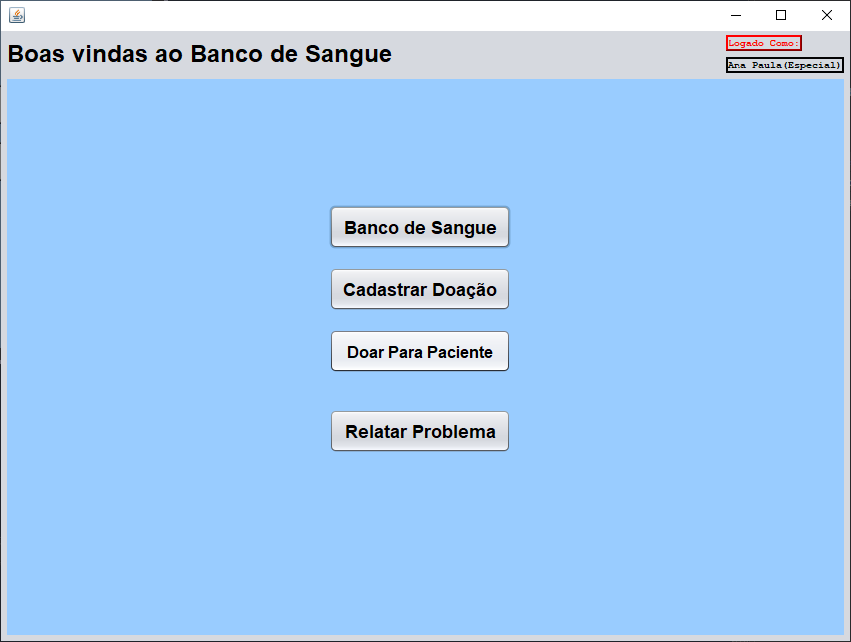 Boas vindas ao Banco de Sangue
Logado Como:
Ana Paula(Especial)
Banco de Sangue
Cadastrar Doação
Doar Para Paciente
Relatar Problema